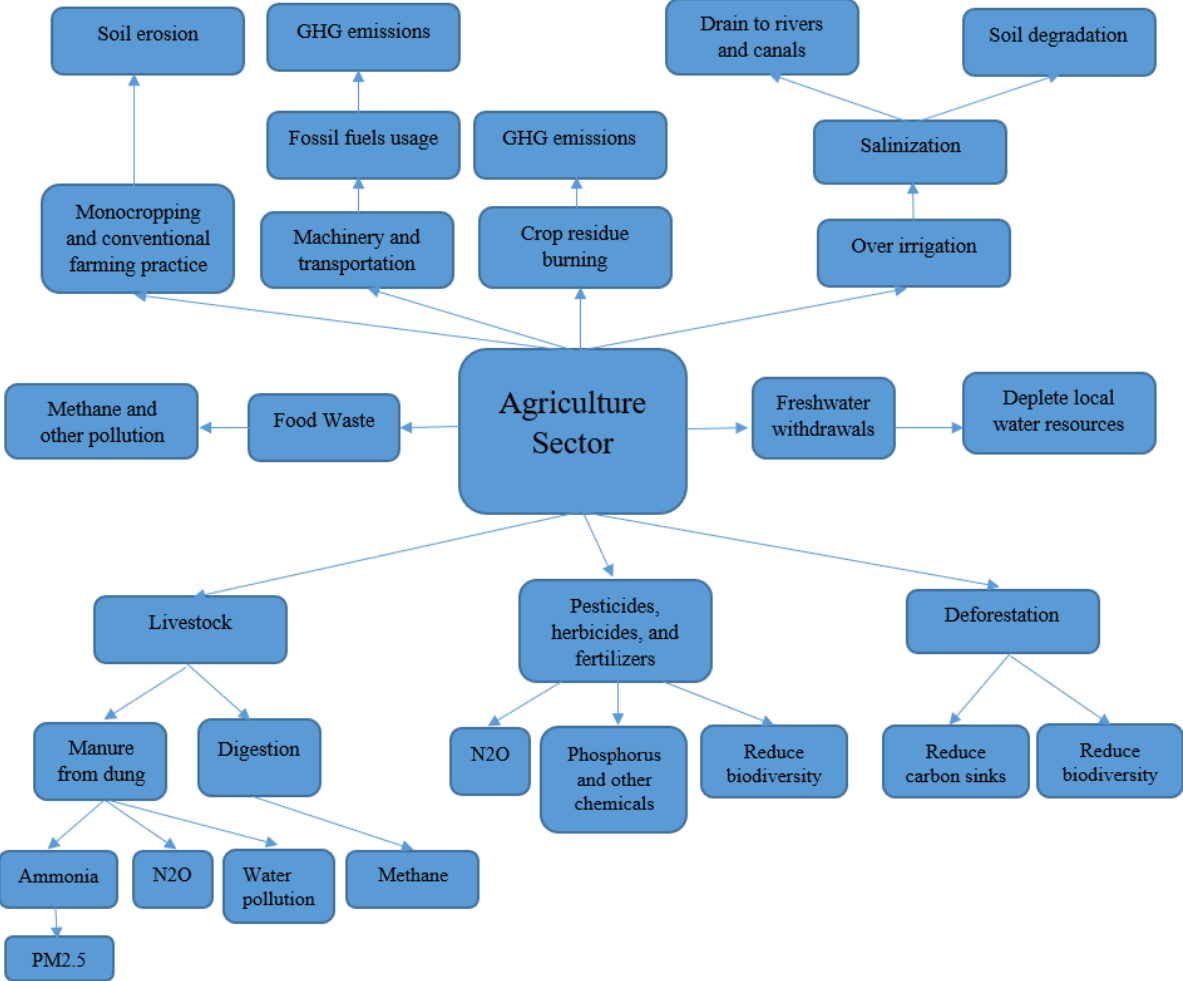 Soil erosion
GHG emissions
Drain to rivers
and canals
Soil degradation
Fossil fuels usage
GHG emissions
Salinization
Monocropping
and conventional
farming practice
Machinery and
transportation
Crop residue
burning
Over irrigation
Agriculture
Sector
Methane and
other pollution
Food Waste
Freshwater
withdrawals
Deplete local
water resources
Livestock
Pesticides,
herbicides, and
fertilizers
Deforestation
Manure
from dung
Digestion
N2O
Phosphorus
and other
chemicals
Reduce
biodiversity
Reduce
carbon sinks
Reduce
biodiversity
Ammonia
N2O
Water
pollution
Methane
PM2.5